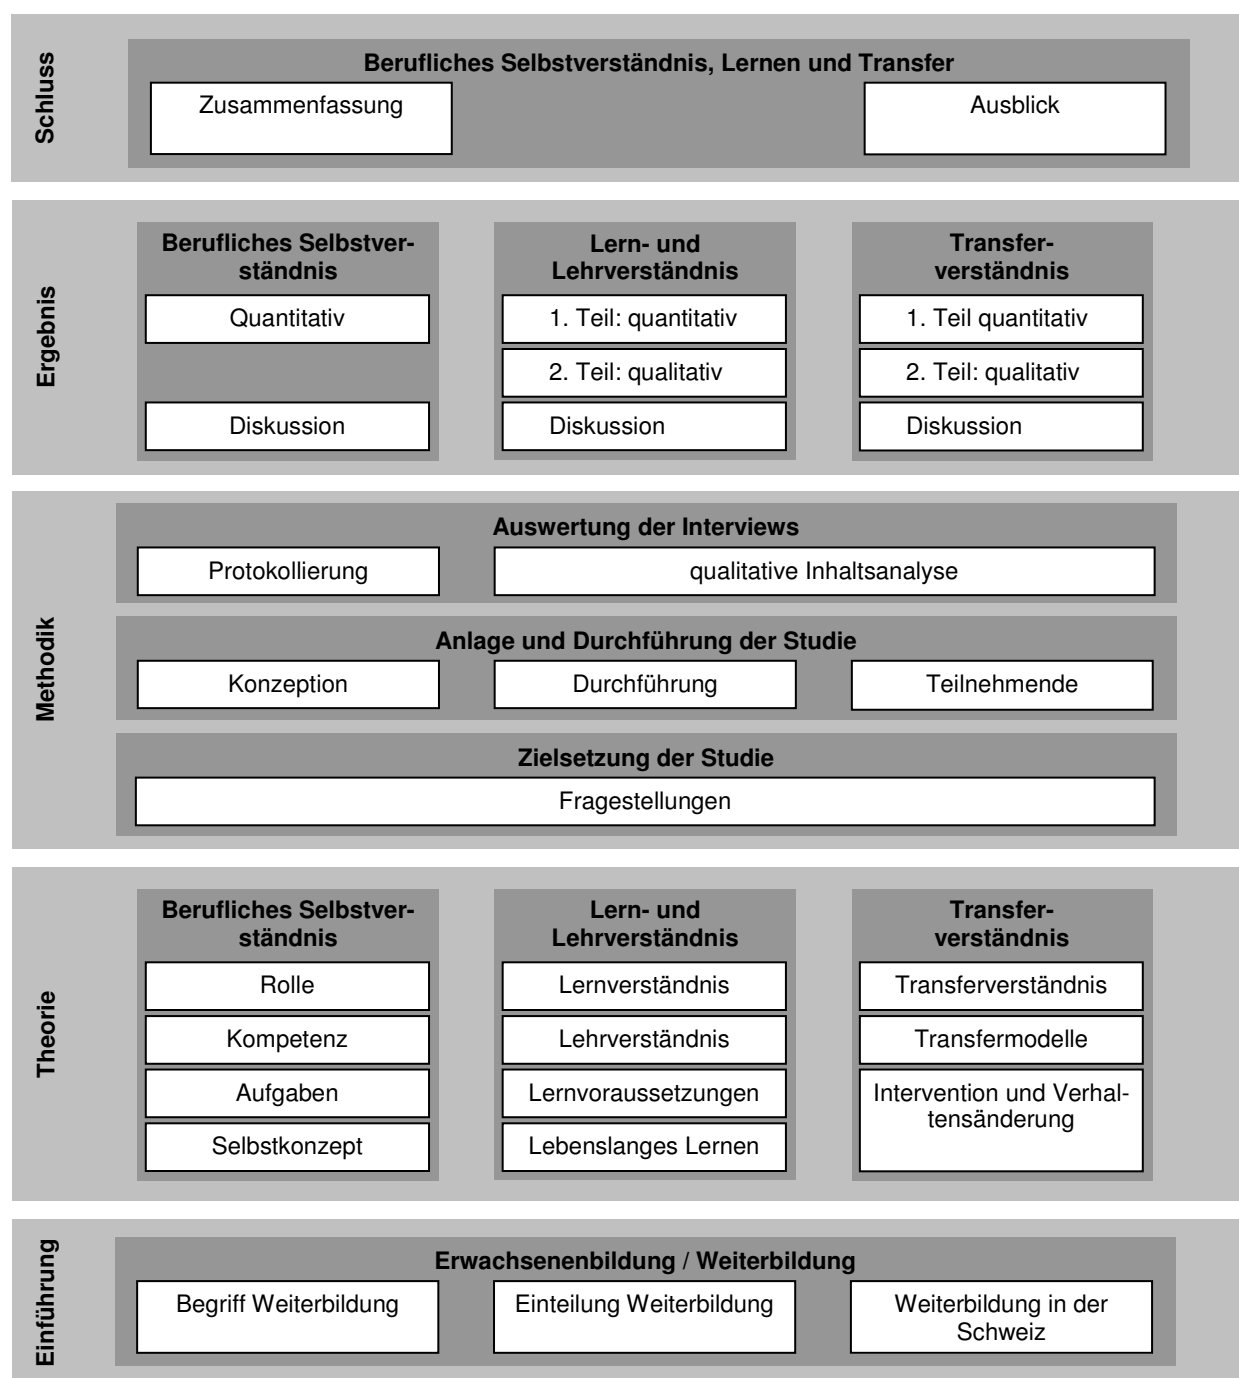 Schluss
Berufliches Selbstverständnis, Lernen und Transfer
Zusammenfassung
Ausblick
Ergebnis
Berufliches Selbstver-
ständnis
Quantitativ
Diskussion
Lern- und
Lehrverständnis
1. Teil: quantitativ
2. Teil: qualitativ
Diskussion
Transfer-
verständnis
1. Teil quantitativ
2. Teil: qualitativ
Diskussion
Methodik
Auswertung der Interviews
Protokollierung
qualitative Inhaltsanalyse
Anlage und Durchführung der Studie
Konzeption
Durchführung
Teilnehmende
Zielsetzung der Studie
Fragestellungen
Theorie
Berufliches Selbstver-
ständnis
Rolle
Kompetenz
Aufgaben
Selbstkonzept
Lern- und
Lehrverständnis
Lernverständnis
Lehrverständnis
Lernvoraussetzungen
Lebenslanges Lernen
Transfer-
verständnis
Transferverständnis
Transfermodelle
Intervention und Verhal-
tensänderung
Einführung
Erwachsenenbildung / Weiterbildung
Begriff Weiterbildung
Einteilung Weiterbildung
Weiterbildung in der
Schweiz